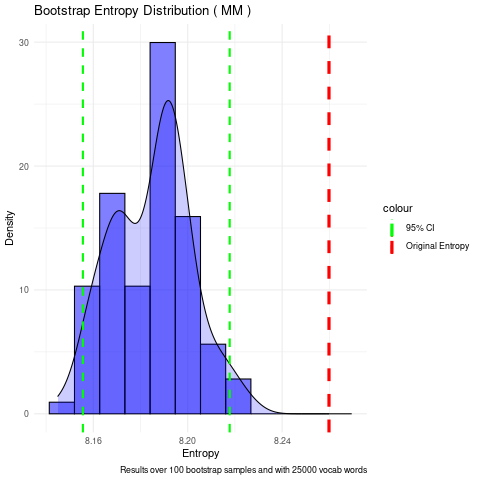 Bootstrap Entropy Distribution ( MM )
30
20
10
0
Density
8.16
8.20
8.24
Entropy
colour
95% CI
Original Entropy
Results over 100 bootstrap samples and with 25000 vocab words